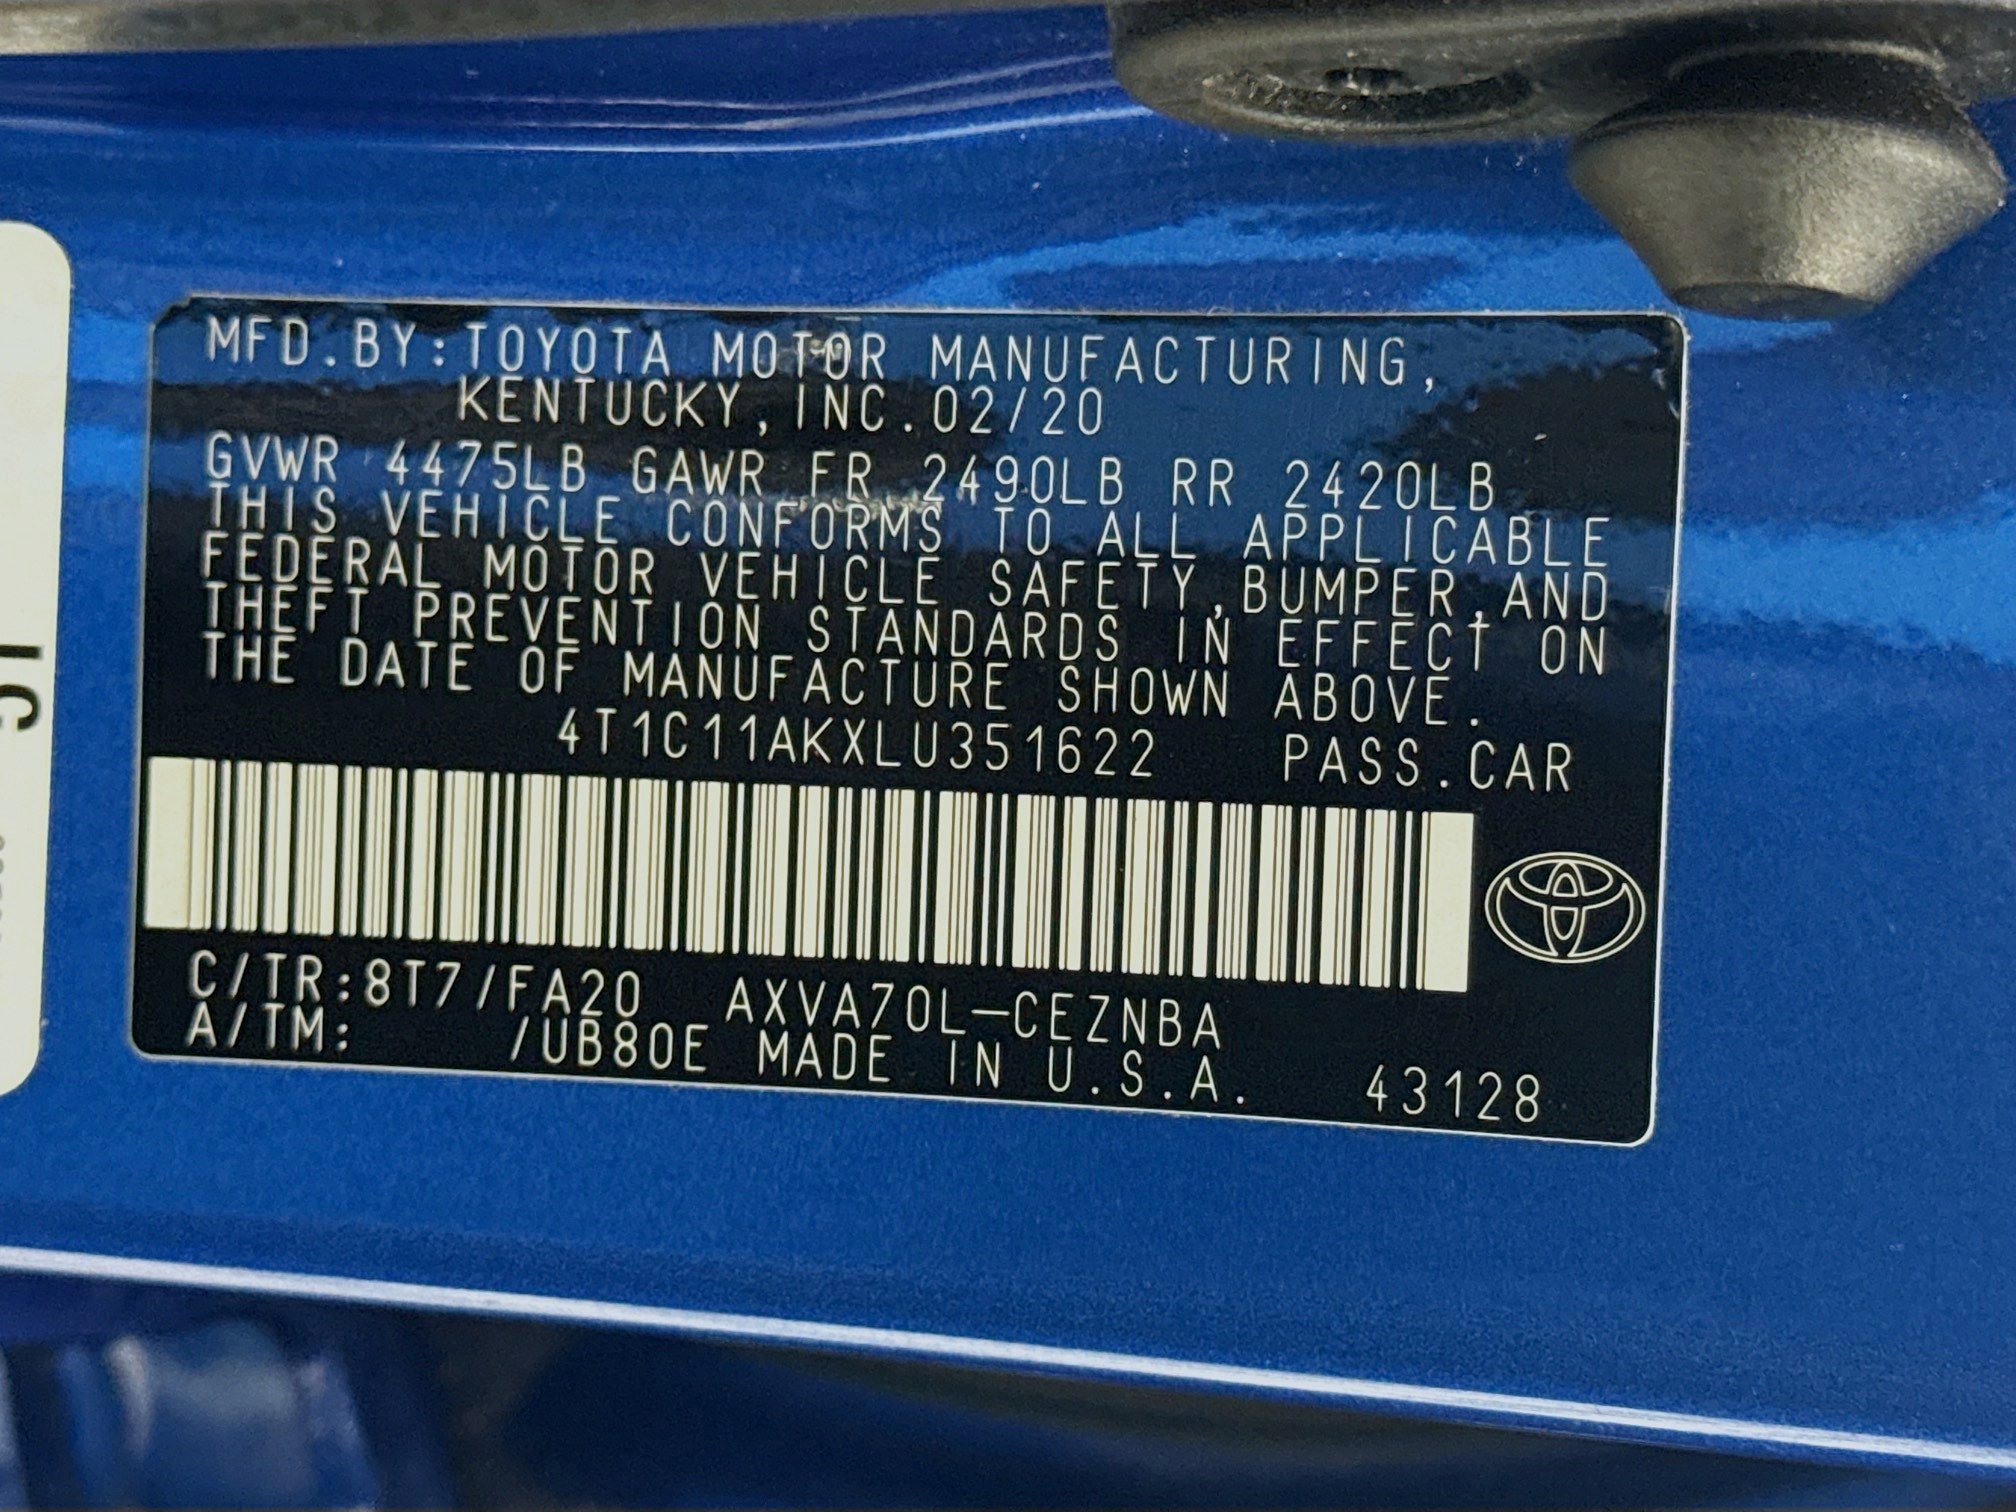 MFD.BY:TOYOTA MOTOR MANUFACTURING,
KENTUCKY,INC.02/20
GVWR 4475LB GAWR FR 2490LB RR 2420LB
THIS VEHICLE CONFORMS TO ALL APPLICABLE
FEDERAL MOTOR VEHICLE SAFETY,BUMPER,AND
THEFT PREVENTION STANDARDS IN EFFECT ON
THE DATE OF MANUFACTURE SHOWN ABOVE.
4T1C11AKXLU351622 PASS.CAR
C/TR:8T7/FA20 AXVA70L-CEZNBA
A/TM: /UB80E MADE IN U.S.A. 43128